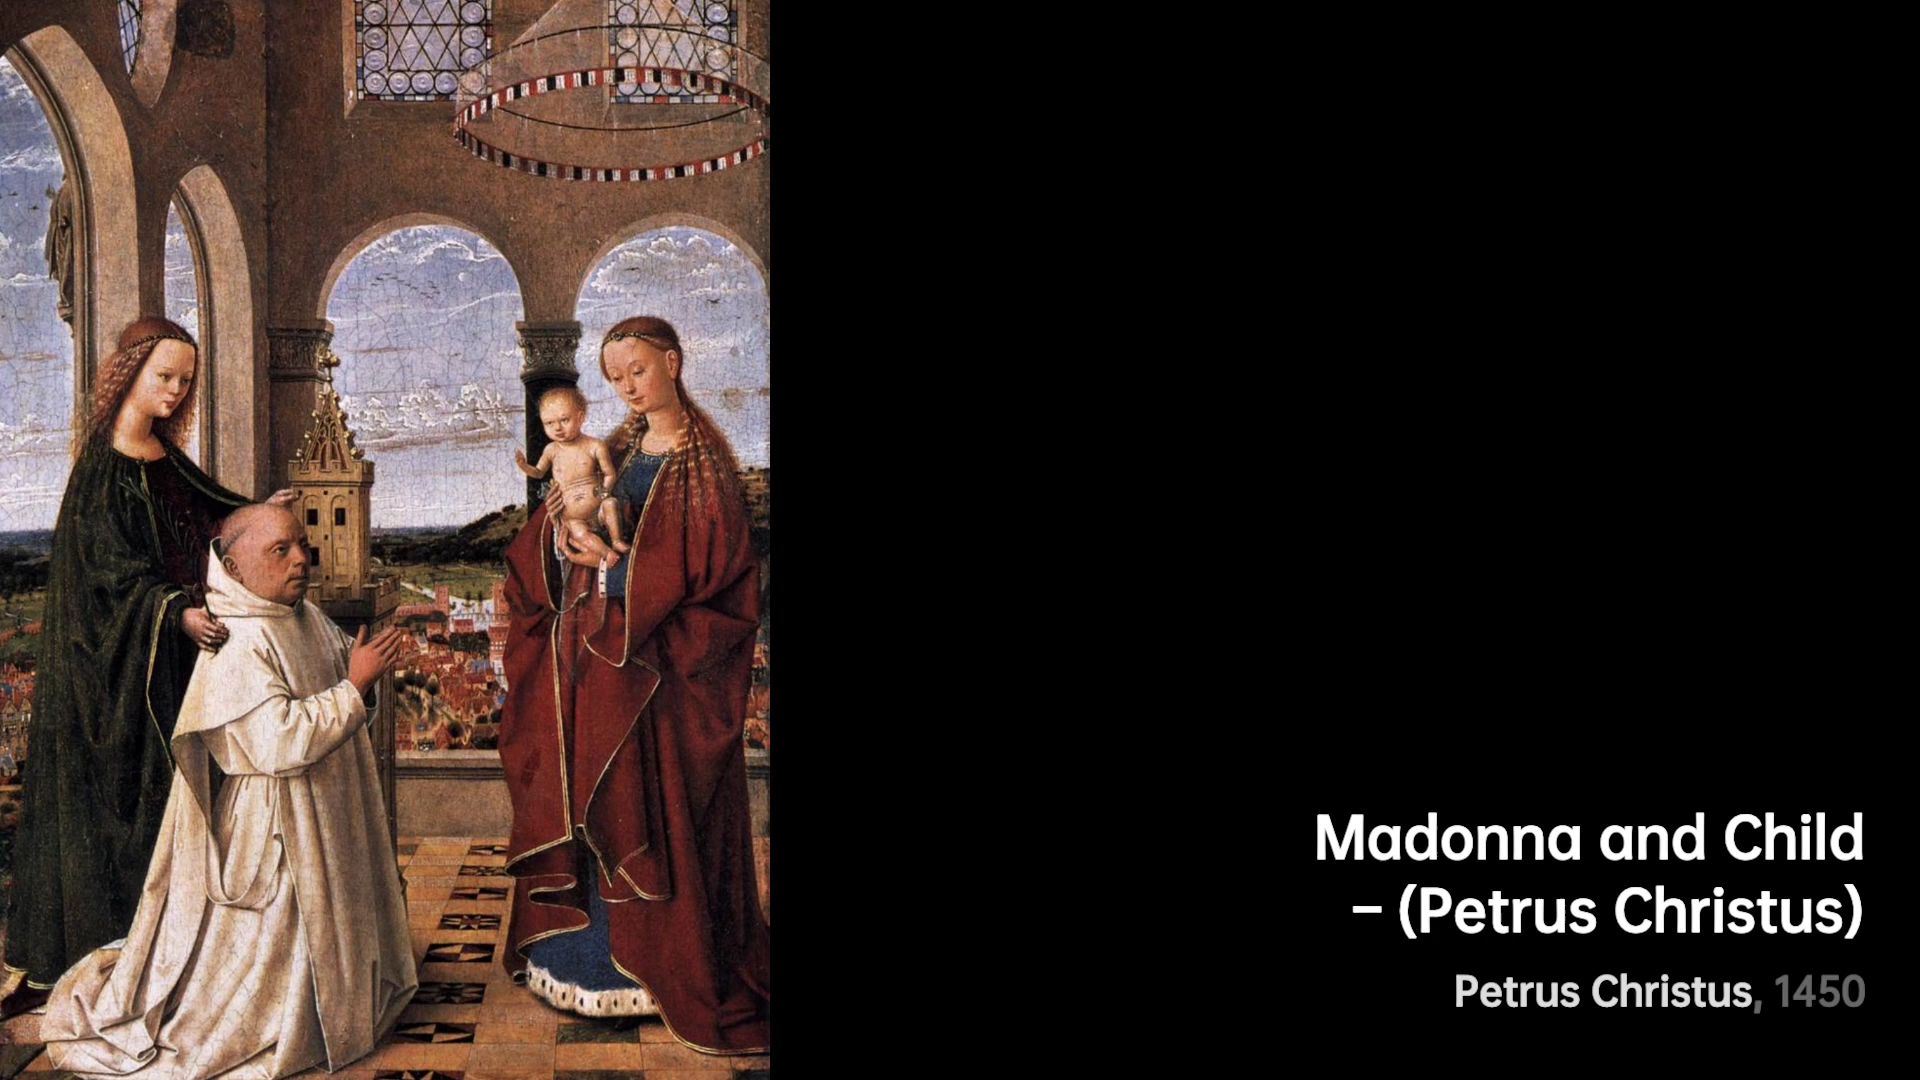 Madonna and Child
– (Petrus Christus)
Petrus Christus, 1450